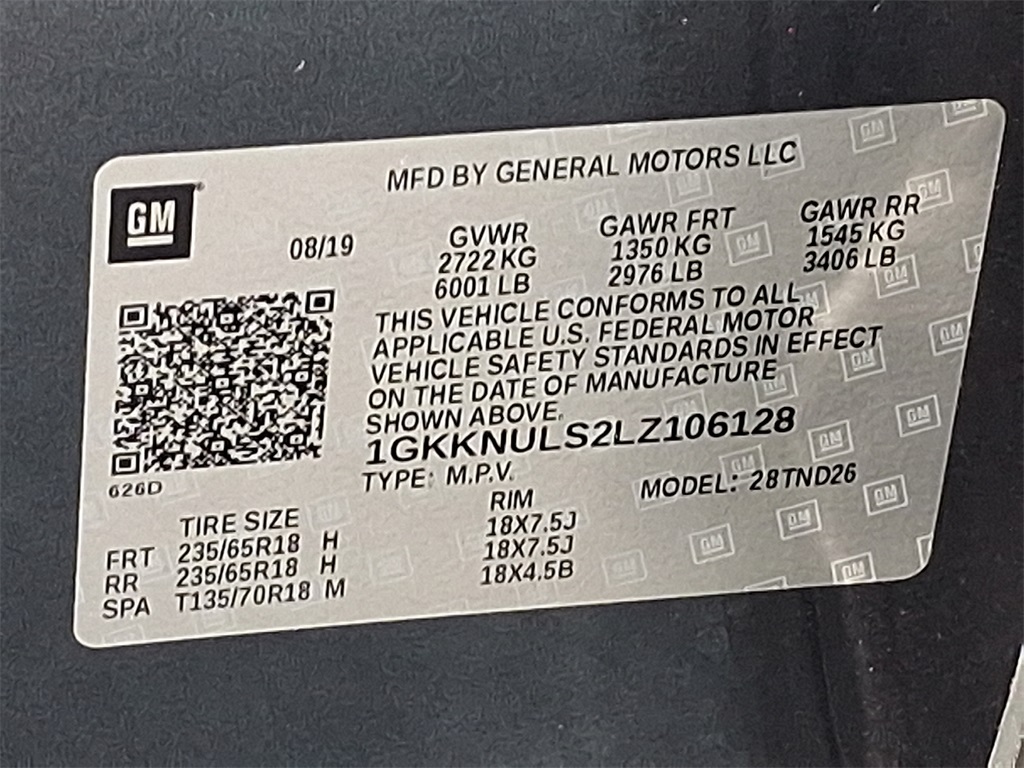 MFD BY GENERAL MOTORS LLC
GM
08/19
GVWR GAWR FRT GAWR RR
2722 KG 1350 KG 1545 KG
6001 LB 2976 LB 3406 LB
THIS VEHICLE CONFORMS TO ALL
APPLICABLE U.S. FEDERAL MOTOR
VEHICLE SAFETY STANDARDS IN EFFECT
ON THE DATE OF MANUFACTURE
SHOWN ABOVE.
1GKKNULS2LZ106128
626D
TYPE: M.P.V. MODEL: 28TND26
TIRE SIZE RIM
FRT 235/65R18 H 18X7.5J
RR 235/65R18 H 18X7.5J
SPA T135/70R18 M 18X4.5B